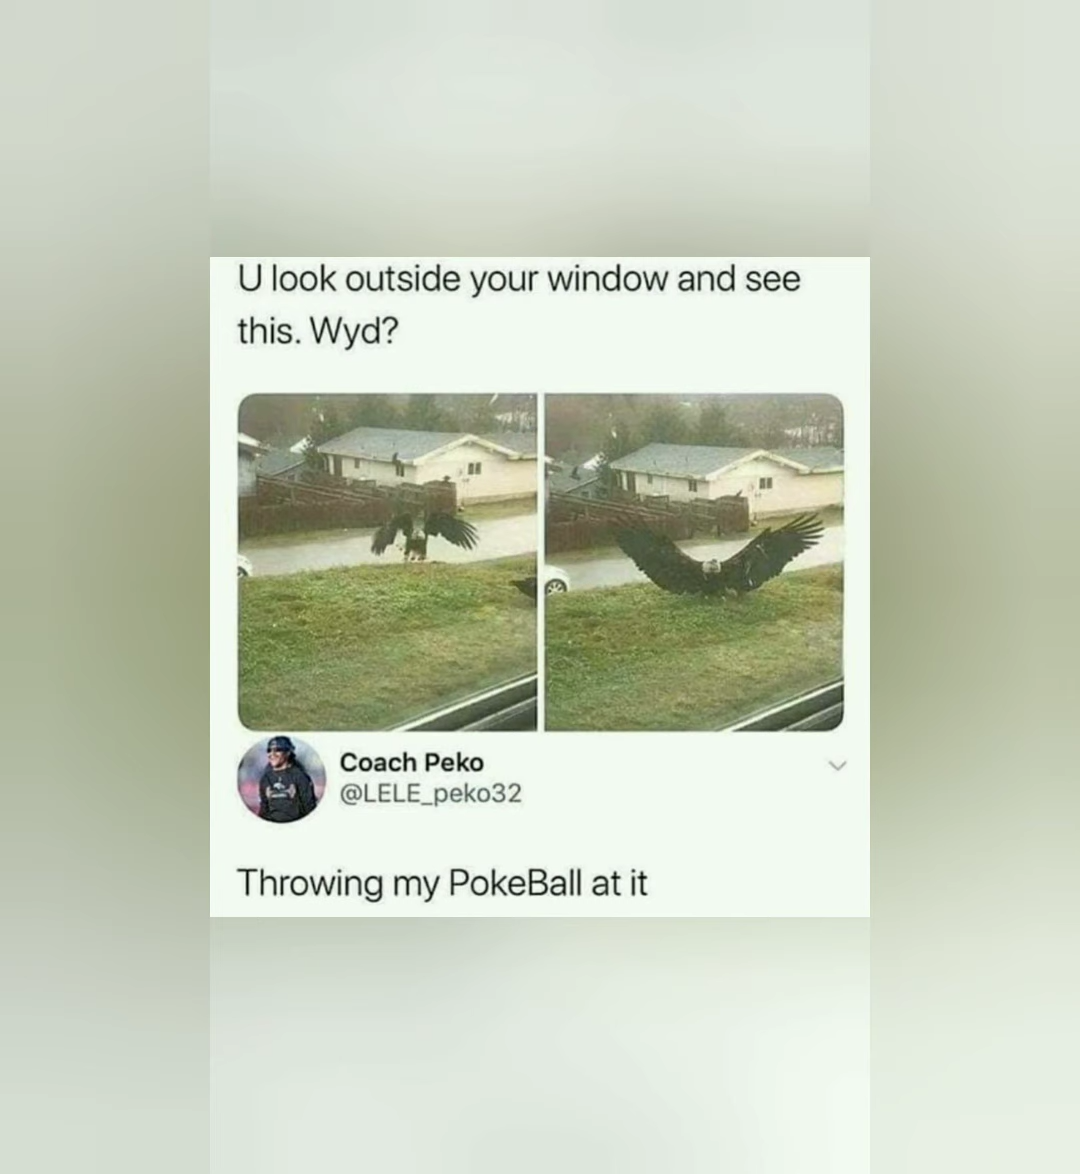 U look outside your window and see
this. Wyd?
Coach Peko
@LELE_peko32
Throwing my PokeBall at it